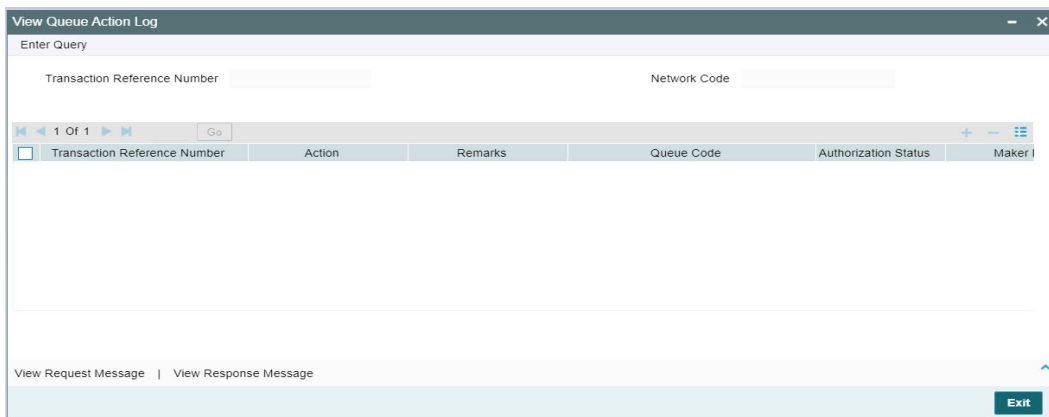 View Queue Action Log
Enter Query
Transaction Reference Number Network Code
1 Of 1 Go
Transaction Reference Number Action Remarks Queue Code Authorization Status Maker
View Request Message | View Response Message
Exit